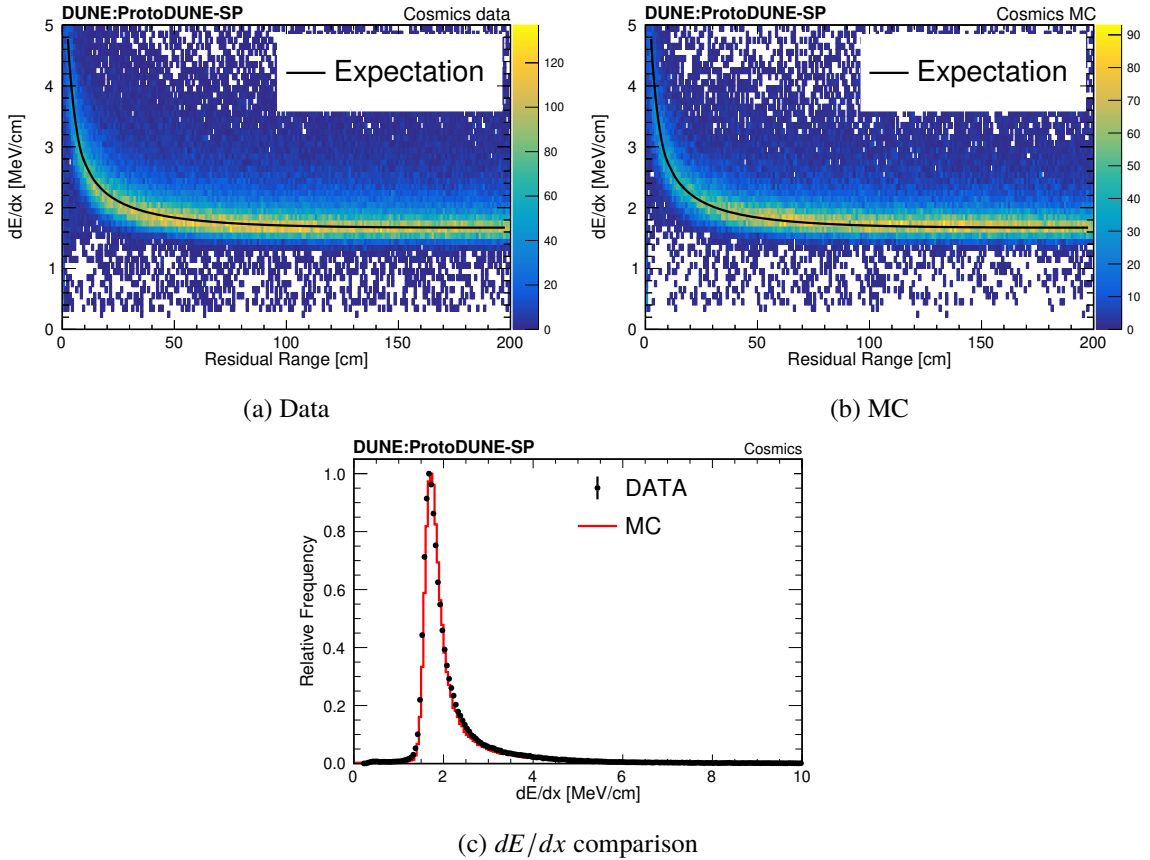 DUNE:ProtoDUNE-SP Cosmics data
5
4
3
2
1
0
dE/dx [MeV/cm]
Expectation
120
100
80
60
40
20
0
0 50 100 150 200
Residual Range [cm]
(a) Data
DUNE:ProtoDUNE-SP Cosmics MC
5
4
3
2
1
0
dE/dx [MeV/cm]
Expectation
90
80
70
60
50
40
30
20
10
0
0 50 100 150 200
Residual Range [cm]
(b) MC
DUNE:ProtoDUNE-SP Cosmics
1.0
0.8
0.6
0.4
0.2
0.0
Relative Frequency
DATA
MC
0 2 4 6 8 10
dE/dx [MeV/cm]
(c) dE/dx comparison